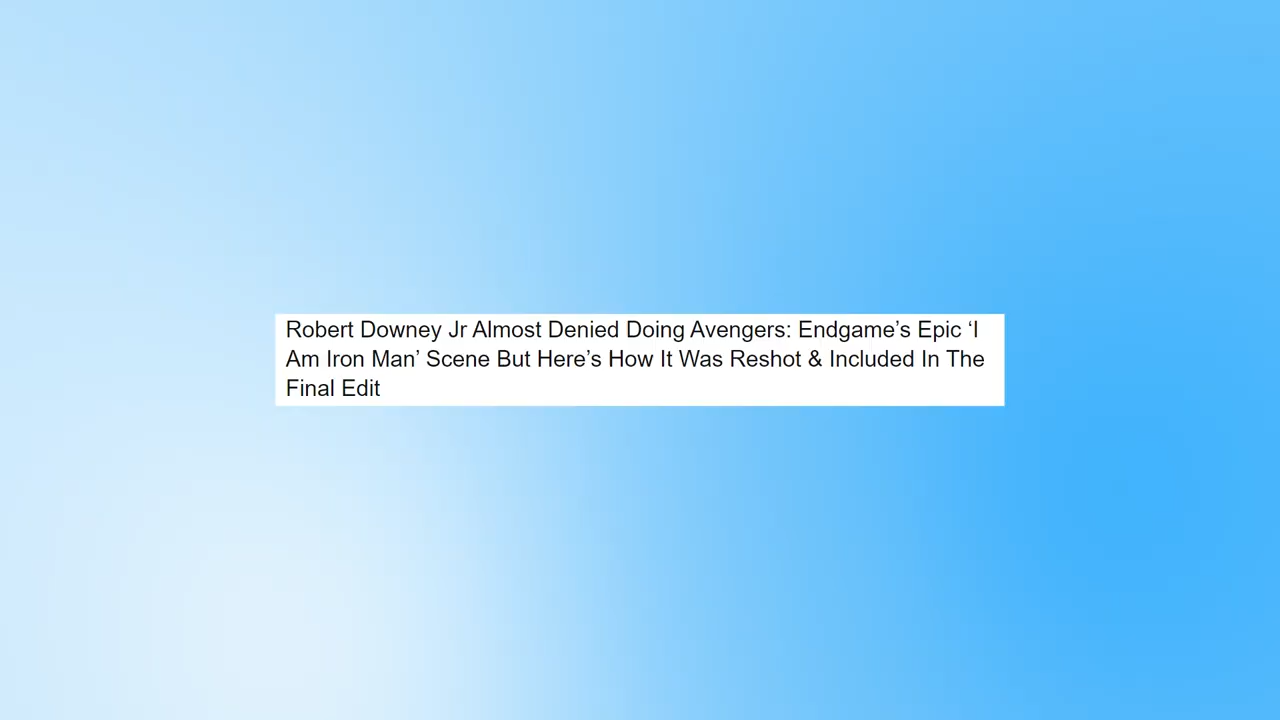 Robert Downey Jr Almost Denied Doing Avengers: Endgame’s Epic ‘I
Am Iron Man’ Scene But Here’s How It Was Reshot & Included In The
Final Edit